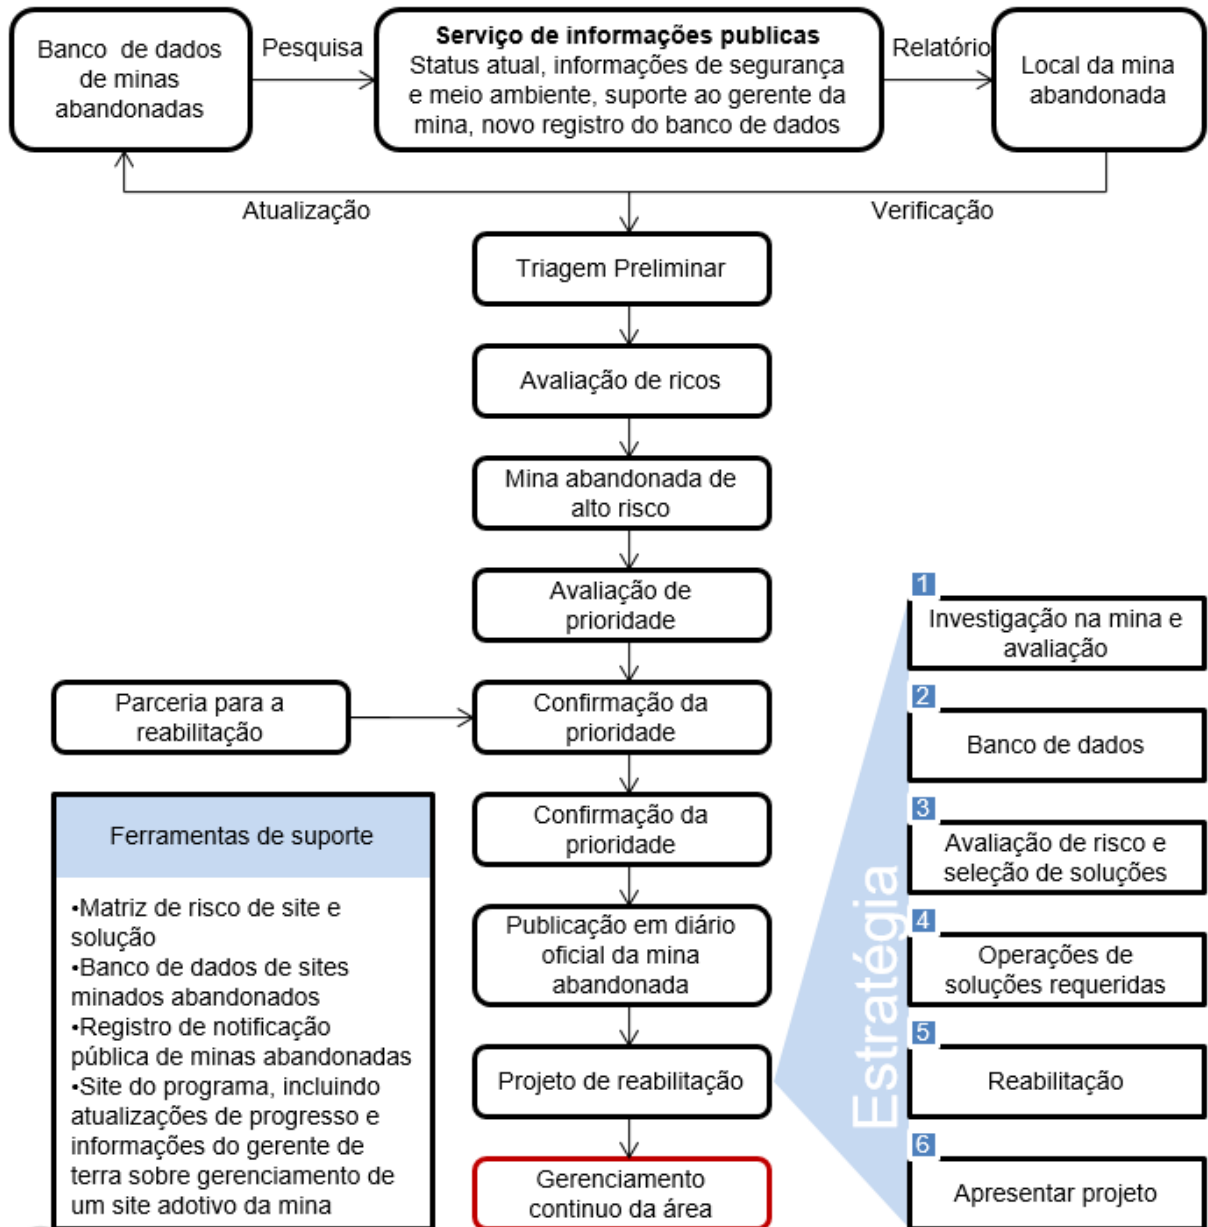 Banco de dados
de minas
abandonadas
Pesquisa
Serviço de informações publicas
Status atual, informações de segurança
e meio ambiente, suporte ao gerente da
mina, novo registro do banco de dados
Relatório
Local da mina
abandonada
Atualização
Verificação
Triagem Preliminar
Avaliação de ricos
Mina abandonada de
alto risco
Avaliação de
prioridade
Parceria para a
reabilitação
Confirmação da
prioridade
Confirmação da
prioridade
Publicação em diário
oficial da mina
abandonada
Projeto de reabilitação
Gerenciamento
continuo da área
Ferramentas de suporte
•Matriz de risco de site e
solução
•Banco de dados de sites
minados abandonados
•Registro de notificação
pública de minas abandonadas
•Site do programa, incluindo
atualizações de progresso e
informações do gerente de
terra sobre gerenciamento de
um site adotivo da mina
Estratégia
1
Investigação na mina e
avaliação
2
Banco de dados
3
Avaliação de risco e
seleção de soluções
4
Operações de
soluções requeridas
5
Reabilitação
6
Apresentar projeto